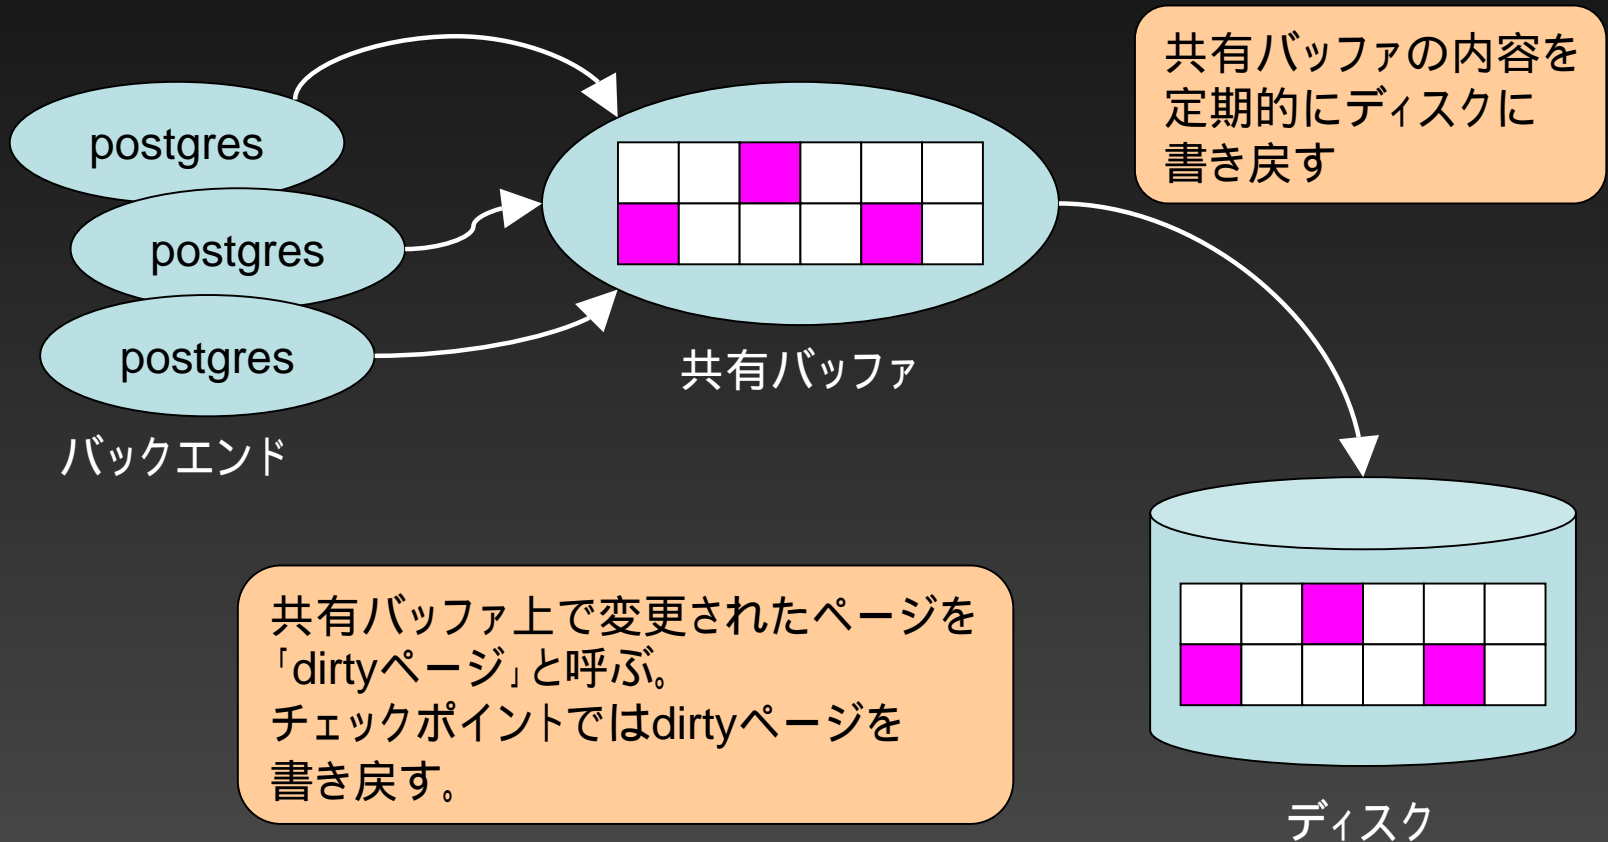 postgres
postgres
postgres
バックエンド
共有バッファ
共有バッファの内容を
定期的にディスクに
書き戻す
共有バッファ上で変更されたページを
「dirtyページ」と呼ぶ。
チェックポイントではdirtyページを
書き戻す。
ディスク